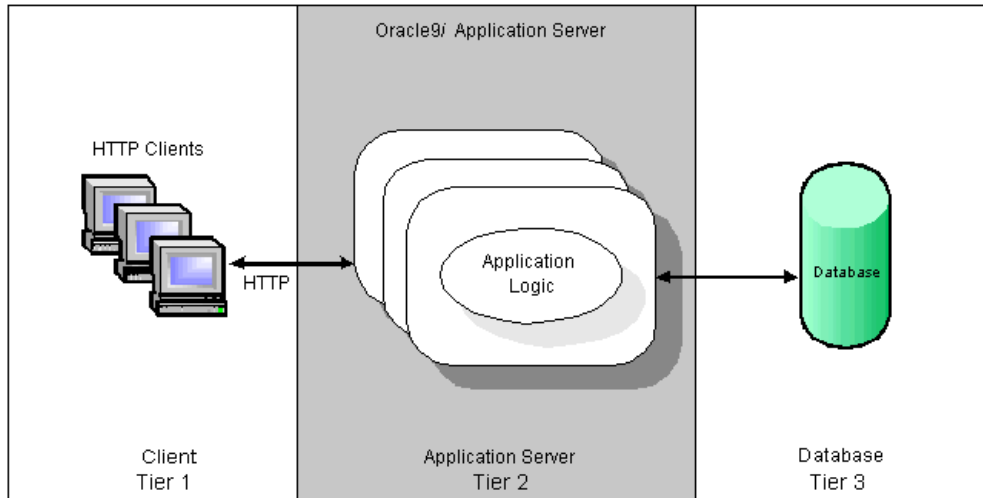 Oracle9i Application Server
HTTP Clients
HTTP
Application
Logic
Database
Client
Tier 1
Application Server
Tier 2
Database
Tier 3